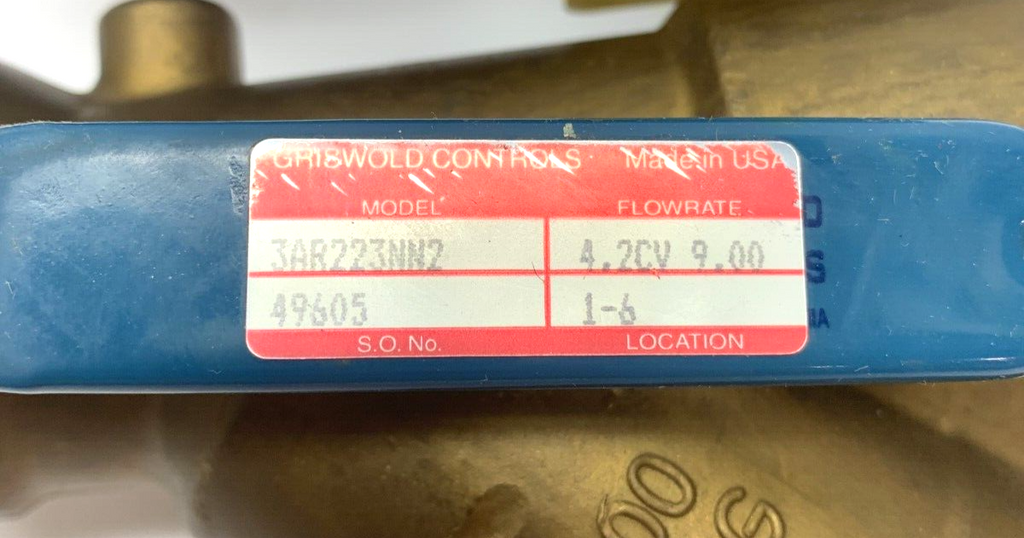 GRISWOLD CONTROLS Made in USA
MODEL FLOWRATE
3AR223NN2 4.2CV 9.00
49605 1-6
S.O. No. LOCATION